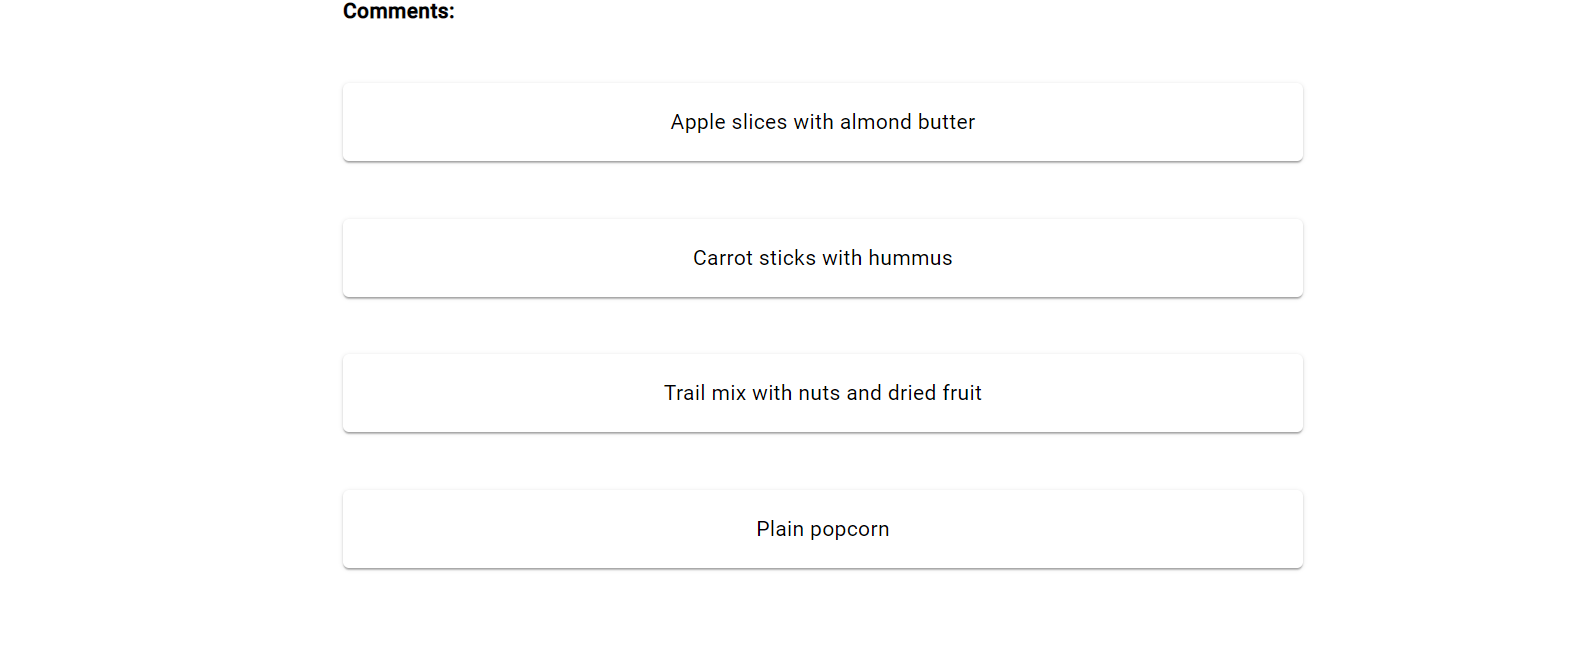 Comments:
Apple slices with almond butter
Carrot sticks with hummus
Trail mix with nuts and dried fruit
Plain popcorn